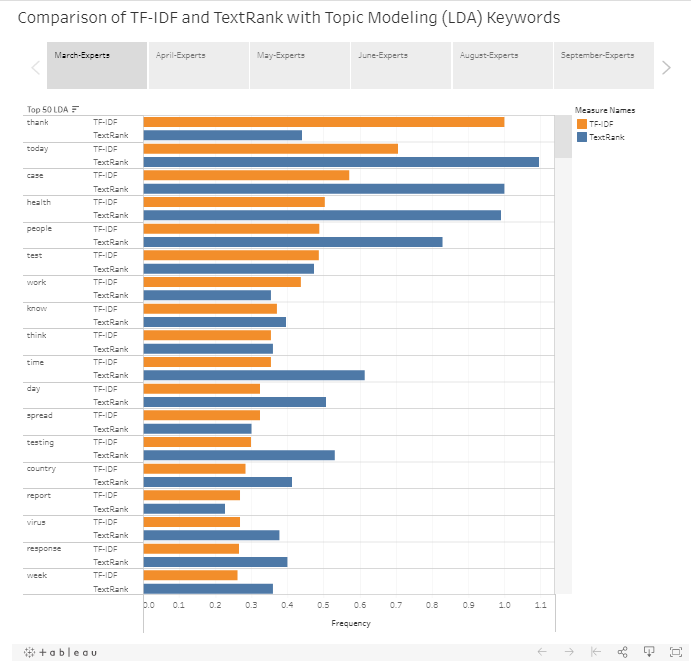 Comparison of TF-IDF and TextRank with Topic Modeling (LDA) Keywords
March-Experts April-Experts May-Experts June-Experts August-Experts September-Experts
Top 50 LDA
Measure Names
TF-IDF
TextRank
thank TF-IDF
TextRank
today TF-IDF
TextRank
case TF-IDF
TextRank
health TF-IDF
TextRank
people TF-IDF
TextRank
test TF-IDF
TextRank
work TF-IDF
TextRank
know TF-IDF
TextRank
think TF-IDF
TextRank
time TF-IDF
TextRank
day TF-IDF
TextRank
spread TF-IDF
TextRank
testing TF-IDF
TextRank
country TF-IDF
TextRank
report TF-IDF
TextRank
virus TF-IDF
TextRank
response TF-IDF
TextRank
week TF-IDF
TextRank
0.0 0.1 0.2 0.3 0.4 0.5 0.6 0.7 0.8 0.9 1.0 1.1
Frequency
+ableau